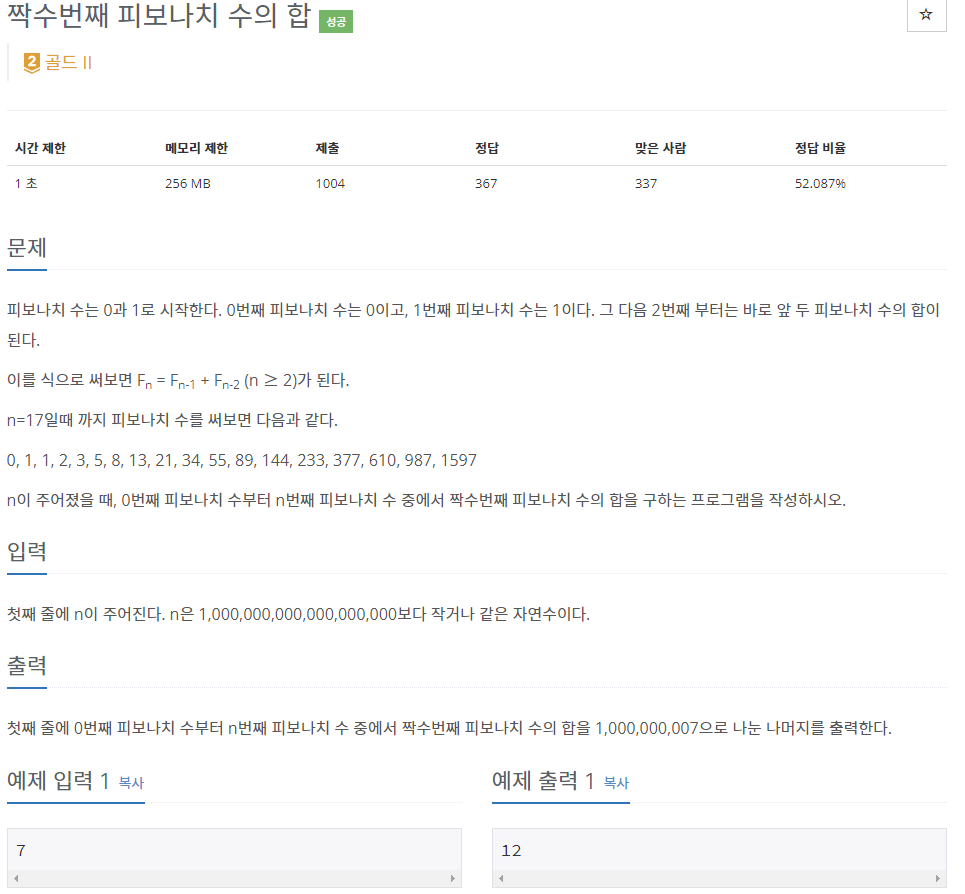 짝수번째 피보나치 수의 합 성공
☆
2 골드 II
시간 제한 메모리 제한 제출 정답 맞은 사람 정답 비율
1 초 256 MB 1004 367 337 52.087%
문제
피보나치 수는 0과 1로 시작한다. 0번째 피보나치 수는 0이고, 1번째 피보나치 수는 1이다. 그 다음 2번째 부터는 바로 앞 두 피보나치 수의 합이
된다.
이를 식으로 써보면 Fn = Fn-1 + Fn-2 (n ≥ 2)가 된다.
n=17일때 까지 피보나치 수를 써보면 다음과 같다.
0, 1, 1, 2, 3, 5, 8, 13, 21, 34, 55, 89, 144, 233, 377, 610, 987, 1597
n이 주어졌을 때, 0번째 피보나치 수부터 n번째 피보나치 수 중에서 짝수번째 피보나치 수의 합을 구하는 프로그램을 작성하시오.
입력
첫째 줄에 n이 주어진다. n은 1,000,000,000,000,000,000보다 작거나 같은 자연수이다.
출력
첫째 줄에 0번째 피보나치 수부터 n번째 피보나치 수 중에서 짝수번째 피보나치 수의 합을 1,000,000,007으로 나눈 나머지를 출력한다.
예제 입력 1 복사
7
예제 출력 1 복사
12